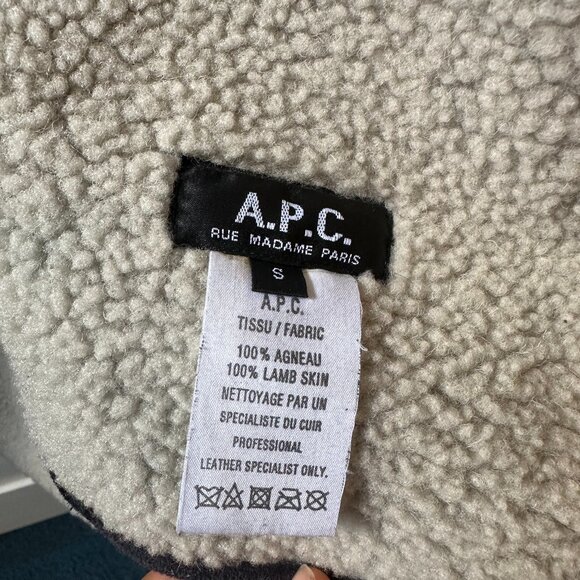 A.P.C.
RUE MADAME PARIS
S
A.P.C.
TISSU / FABRIC
100% AGNEAU
100% LAMB SKIN
NETTOYAGE PAR UN
SPECIALISTE DU CUIR
PROFESSIONAL
LEATHER SPECIALIST ONLY.